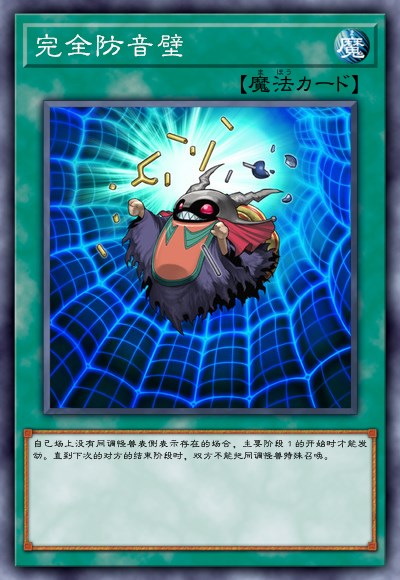 完全防音壁
魔
【魔法カード】
ま ほう
自己场上没有同调怪兽表侧表示存在的场合，主要阶段1的开始时才能发
动。直到下次的对方的结束阶段时，双方不能把同调怪兽特殊召唤。